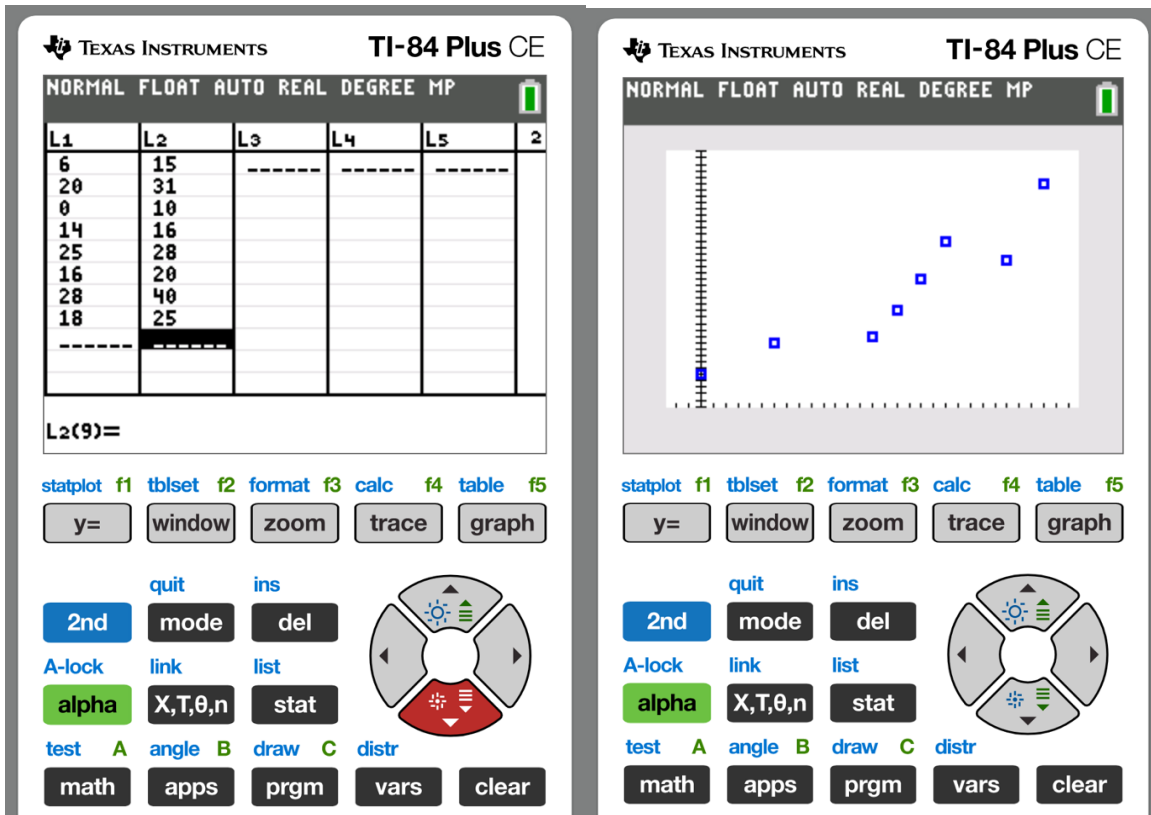 TEXAS INSTRUMENTS TI-84 Plus CE
NORMAL FLOAT AUTO REAL DEGREE MP
L1 L2 L3 L4 L5 2
6 15 ------ ------ ------
20 31
0 10
14 16
25 28
16 20
28 40
18 25
------ ------
L2(9)=
statplot f1 tblset f2 format f3 calc f4 table f5
y= window zoom trace graph
quit ins
2nd mode del
A-lock link list
alpha X,T,θ,n stat
test A angle B draw C distr
math apps prgm vars clear
TEXAS INSTRUMENTS TI-84 Plus CE
NORMAL FLOAT AUTO REAL DEGREE MP
statplot f1 tblset f2 format f3 calc f4 table f5
y= window zoom trace graph
quit ins
2nd mode del
A-lock link list
alpha X,T,θ,n stat
test A angle B draw C distr
math apps prgm vars clear